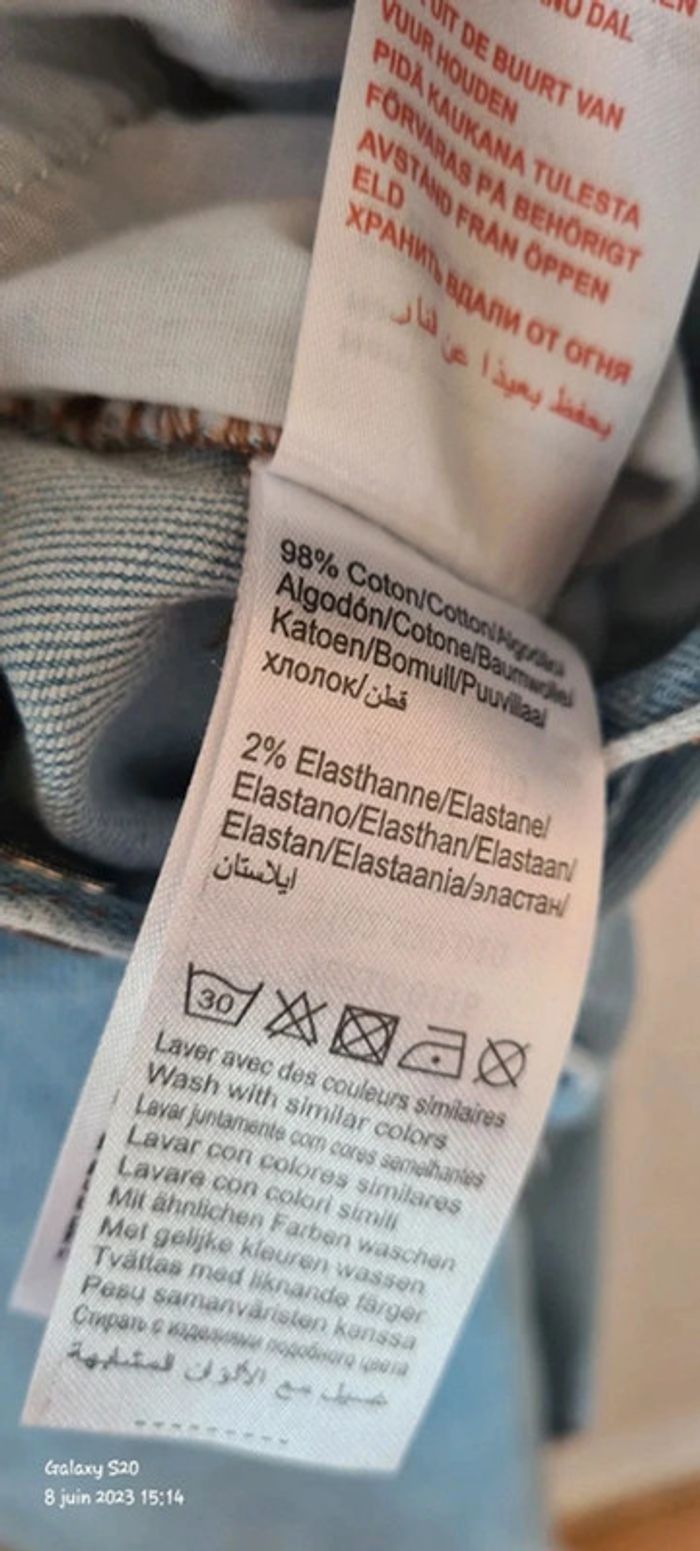 NO DAL
UIT DE BUURT VAN
VUUR HOUDEN
PIDÄ KAUKANA TULESTA
FÖRVARAS PÅ BEHÖRIGT
AVSTÅND FRÅN ÖPPEN
ELD
ХРАНИТЬ ВДАЛИ ОТ ОГНЯ
يحفظ بعيدا عن النار
98% Coton/Cotton/Algodão/
Algodón/Cotone/Baumwolle/
Katoen/Bomull/Puuvillaa/
хлопок/قطن
2% Elasthanne/Elastane/
Elastano/Elasthan/Elastaan/
Elastan/Elastaania/эластан/
ايلاستان
30
Laver avec des couleurs similaires
Wash with similar colors
Lavar juntamente com cores semelhantes
Lavar con colores similares
Lavare con colori simili
Mit ähnlichen Farben waschen
Met gelijke kleuren wassen
Tvättas med liknande färger
Pesu samanväristen kanssa
Стирать с изделиями подобного цвета
غسيل مع الألوان المتشابهة
Galaxy S20
8 juin 2023 15:14